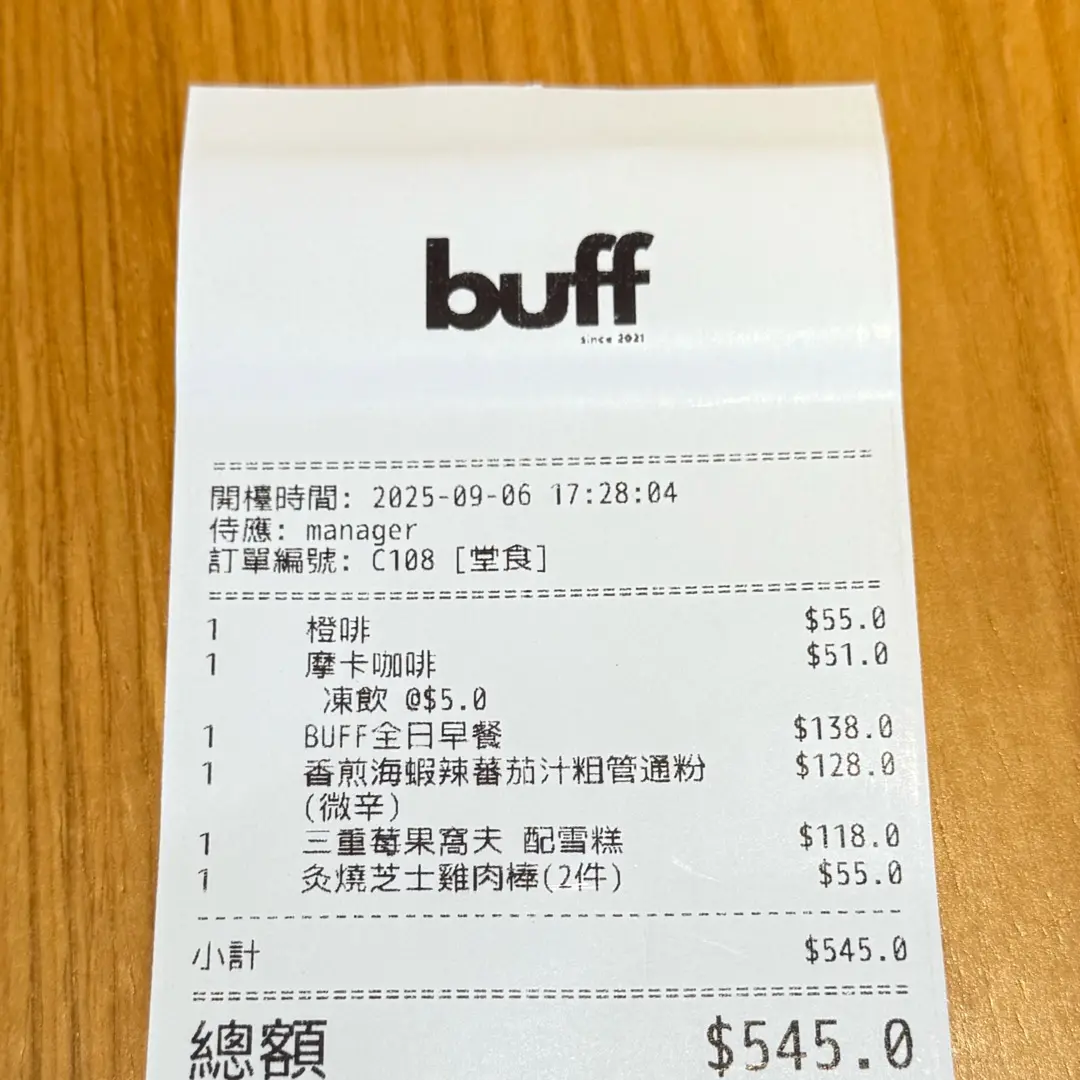 buff
since 2021
開檯時間: 2025-09-06 17:28:04
侍應: manager
訂單編號: C108 [堂食]
1 橙啡 $55.0
1 摩卡咖啡 $51.0
凍飲 @$5.0
1 BUFF全日早餐 $138.0
1 香煎海蝦辣蕃茄汁粗管通粉 $128.0
(微辛)
1 三重莓果窩夫 配雪糕 $118.0
1 灸燒芝士雞肉棒(2件) $55.0
小計 $545.0
總額 $545.0